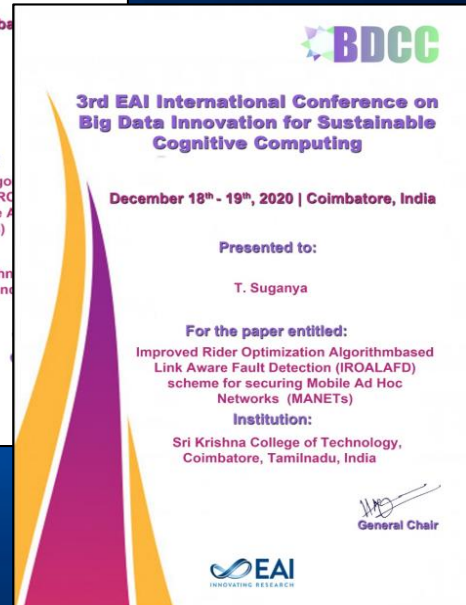 BDCC
3rd EAI International Conference on
Big Data Innovation for Sustainable
Cognitive Computing
December 18th - 19th, 2020 | Coimbatore, India
Presented to:
T. Suganya
For the paper entitled:
Improved Rider Optimization Algorithmbased
Link Aware Fault Detection (IROALAFD)
scheme for securing Mobile Ad Hoc
Networks (MANETs)
Institution:
Sri Krishna College of Technology,
Coimbatore, Tamilnadu, India
General Chair
EAI
INNOVATING RESEARCH